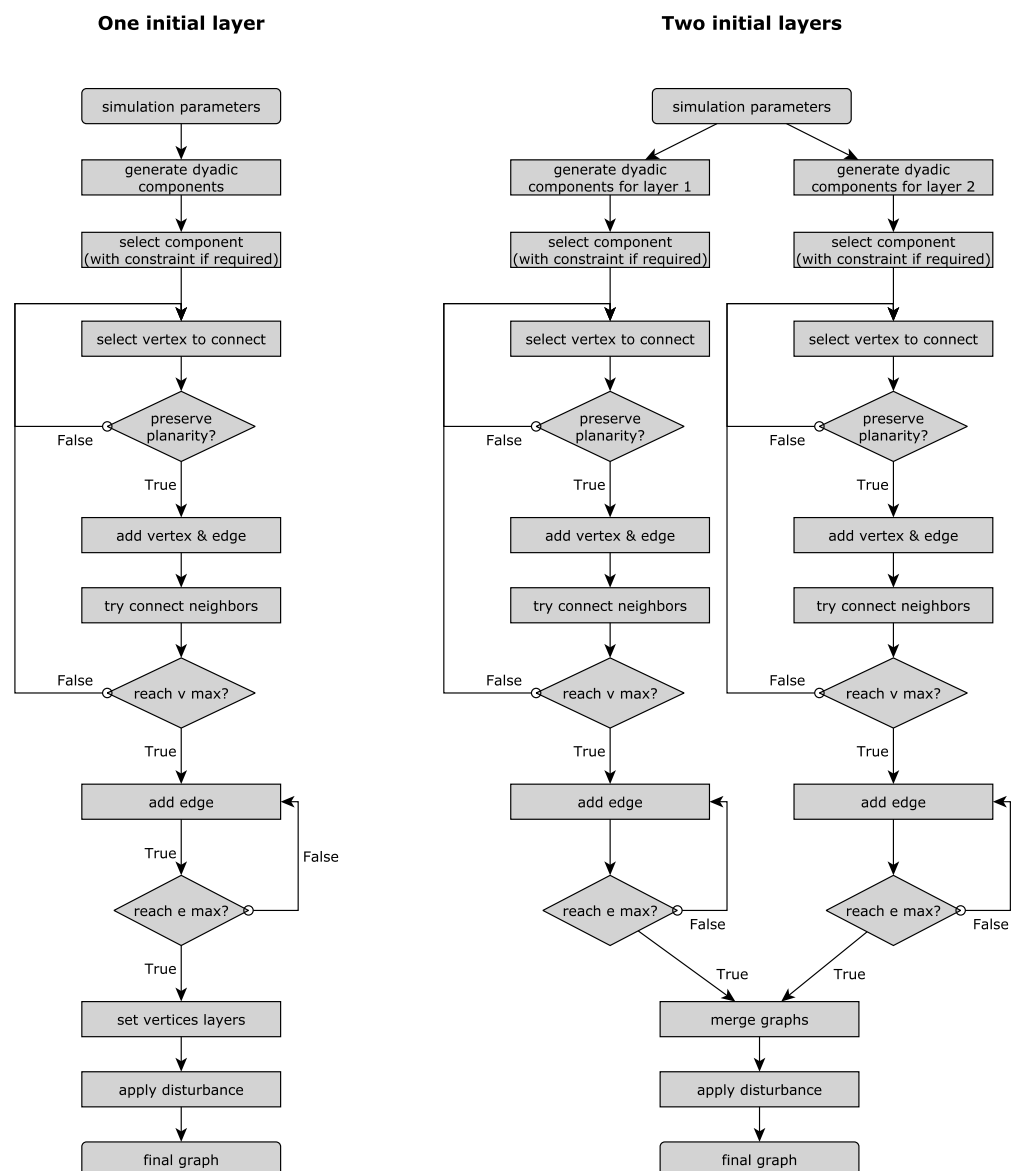 One initial layer
simulation parameters
generate dyadic
components
select component
(with constraint if required)
select vertex to connect
preserve
planarity?
False
True
add vertex & edge
try connect neighbors
False
reach v max?
True
add edge
True
False
reach e max?
True
set vertices layers
apply disturbance
final graph
Two initial layers
simulation parameters
generate dyadic
components for layer 1
select component
(with constraint if required)
select vertex to connect
preserve
planarity?
False
True
add vertex & edge
try connect neighbors
False
reach v max?
True
add edge
reach e max?
False
True
generate dyadic
components for layer 2
select component
(with constraint if required)
select vertex to connect
preserve
planarity?
False
True
add vertex & edge
try connect neighbors
False
reach v max?
True
add edge
reach e max?
False
True
merge graphs
apply disturbance
final graph